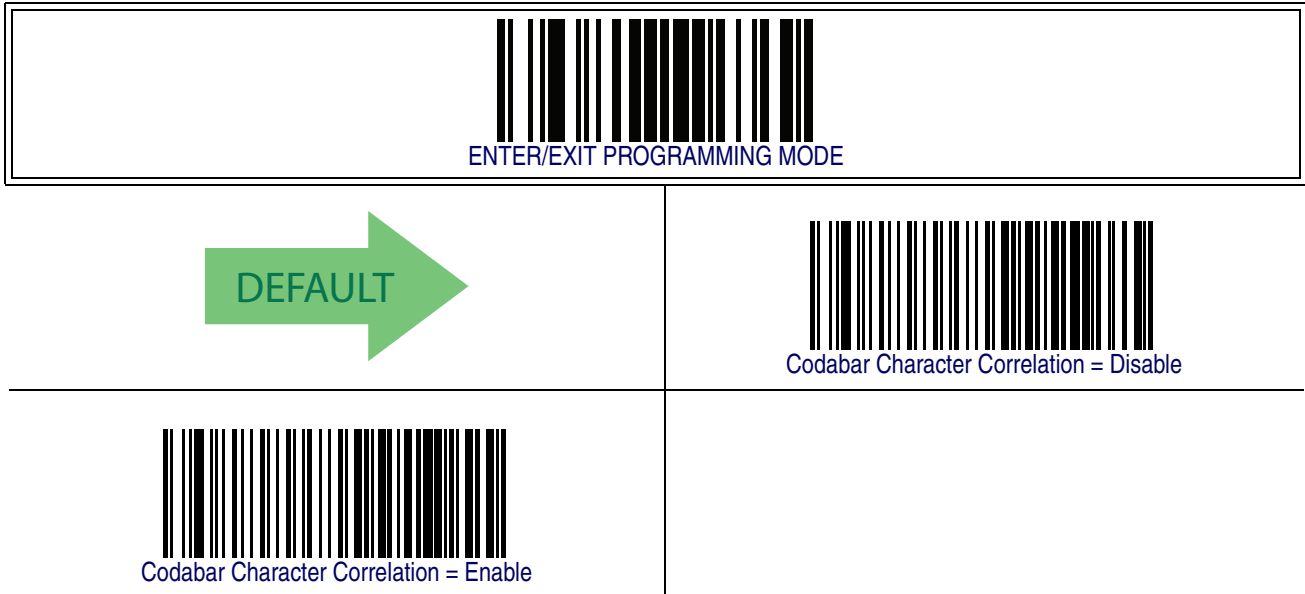 ENTER/EXIT PROGRAMMING MODE
DEFAULT
Codabar Character Correlation = Disable
Codabar Character Correlation = Enable